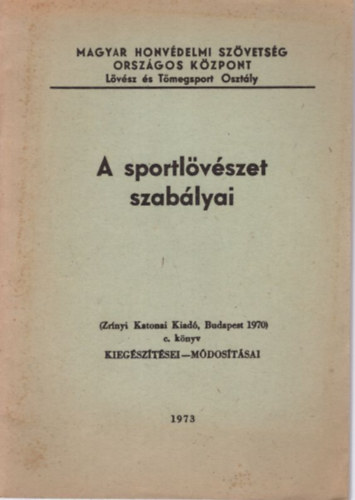 MAGYAR HONVÉDELMI SZÖVETSÉG
ORSZÁGOS KÖZPONT
Lövész és Tömegsport Osztály
A sportlövészet
szabályai
(Zrínyi Katonai Kiadó, Budapest 1970)
c. könyv
KIEGÉSZÍTÉSEI—MÓDOSÍTÁSAI
1973